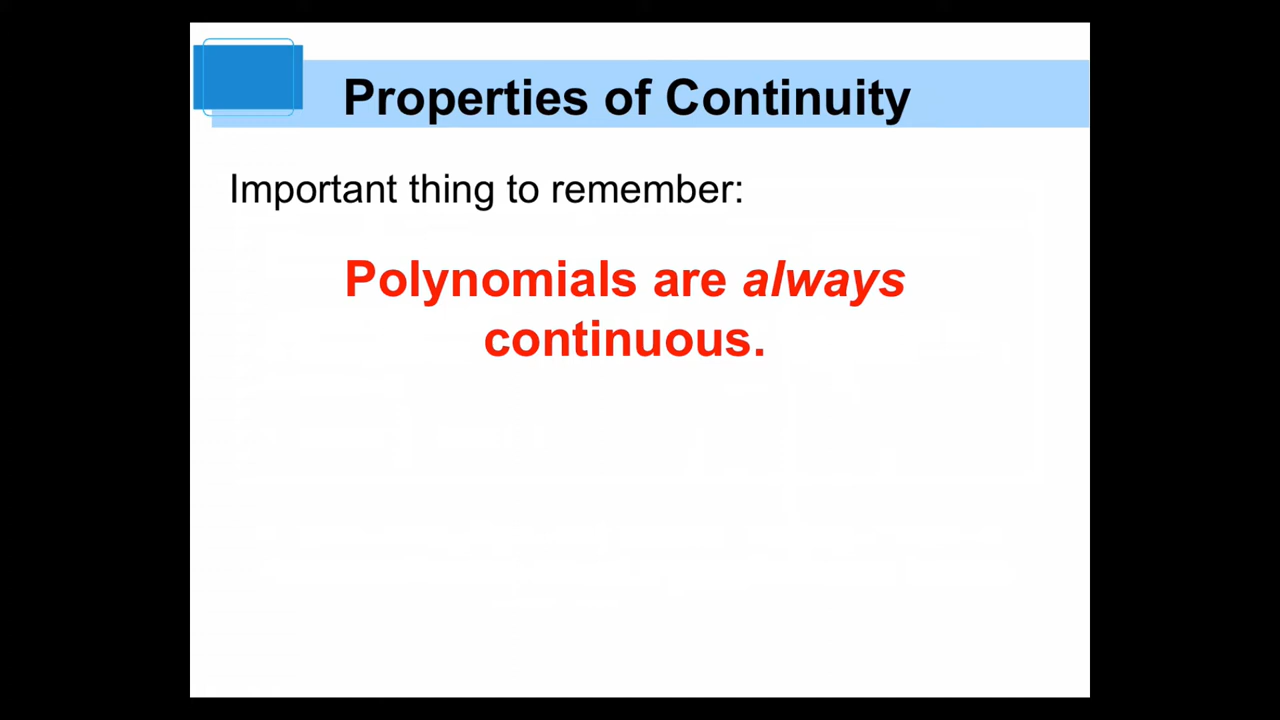 Properties of Continuity
Important thing to remember:
Polynomials are always
continuous.